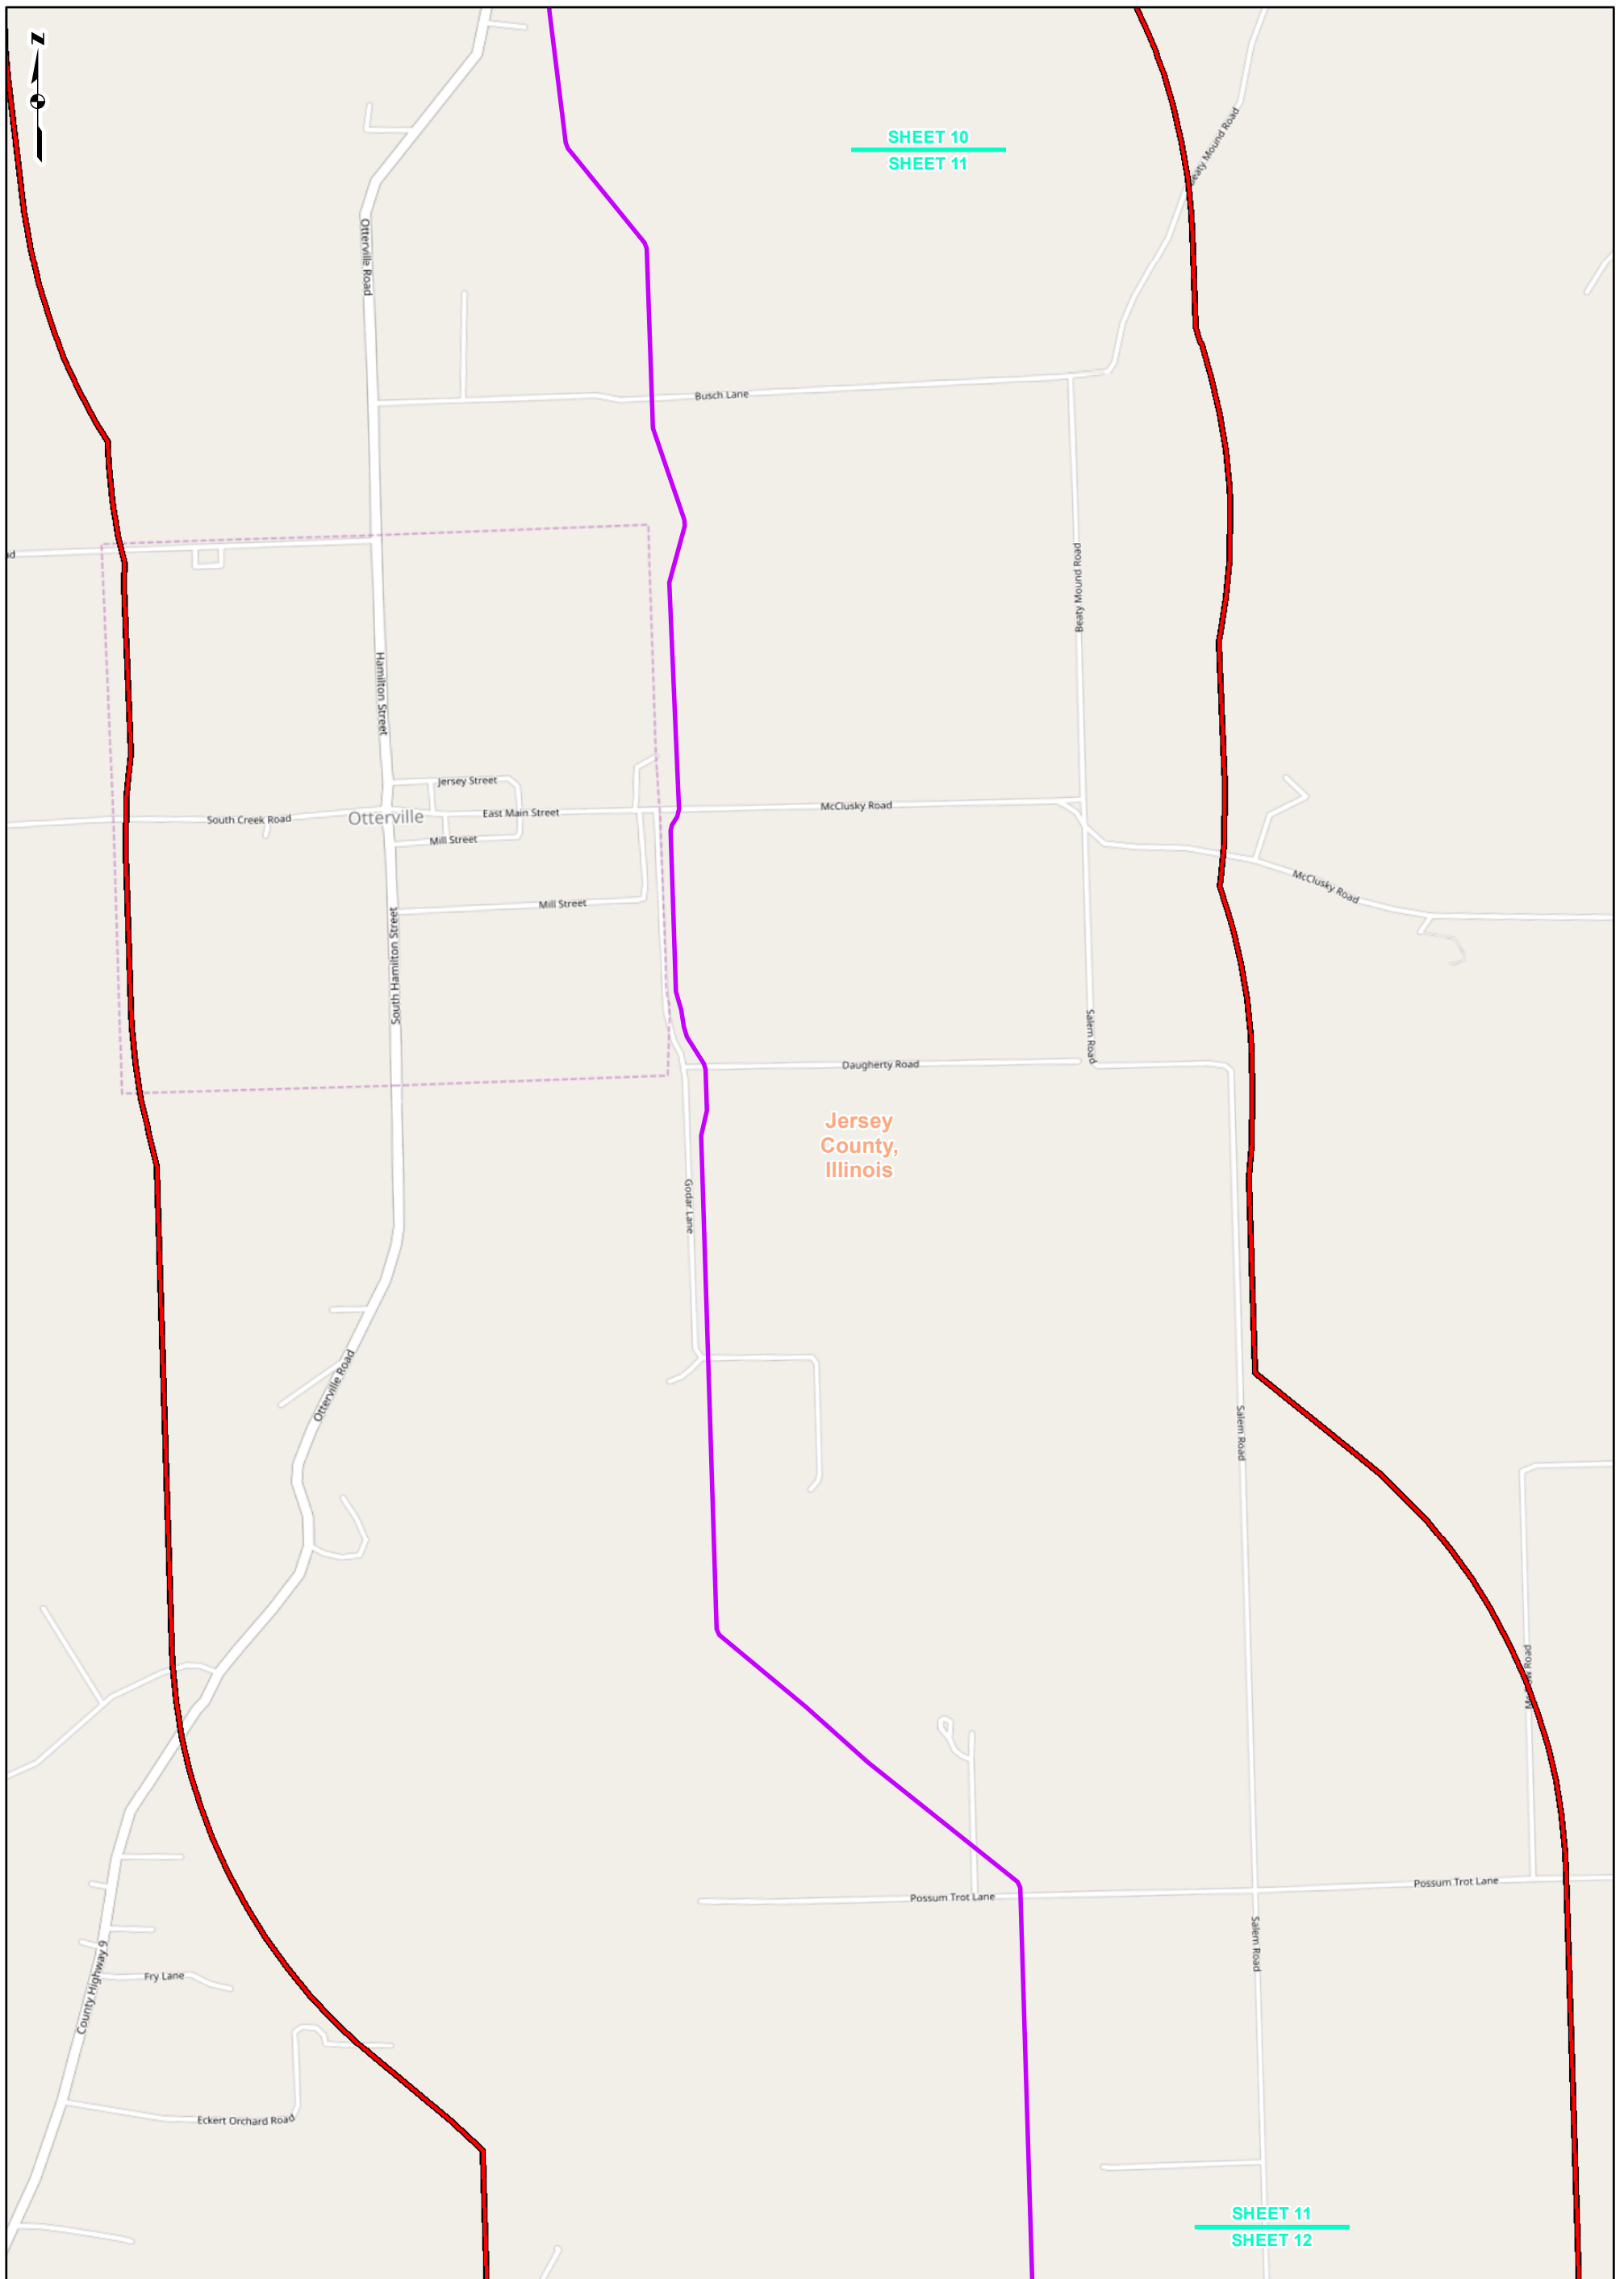 N
SHEET 10
SHEET 11
Beaty Mound Road
Otterville Road
Busch Lane
Beaty Mound Road
Hamilton Street
Jersey Street
South Creek Road
Otterville
East Main Street
McClusky Road
Mill Street
McClusky Road
Mill Street
South Hamilton Street
Salem Road
Daugherty Road
Jersey
County,
Illinois
Godar Lane
Otterville Road
Salem Road
Possum Trot Lane
Possum Trot Lane
Salem Road
County Highway 9
Fry Lane
Eckert Orchard Road
SHEET 11
SHEET 12